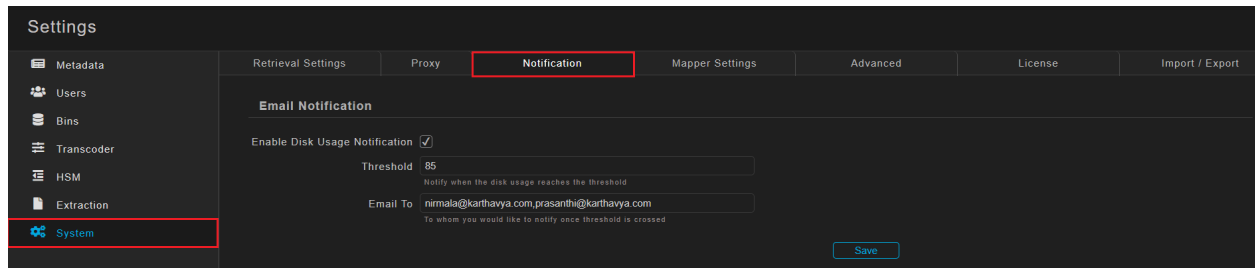 Settings
Metadata
Users
Bins
Transcoder
HSM
Extraction
System
Retrieval Settings Proxy Notification Mapper Settings Advanced License Import / Export
Email Notification
Enable Disk Usage Notification
Threshold 85
Notify when the disk usage reaches the threshold
Email To nirmala@karthavya.com,prasanthi@karthavya.com
To whom you would like to notify once threshold is crossed
Save